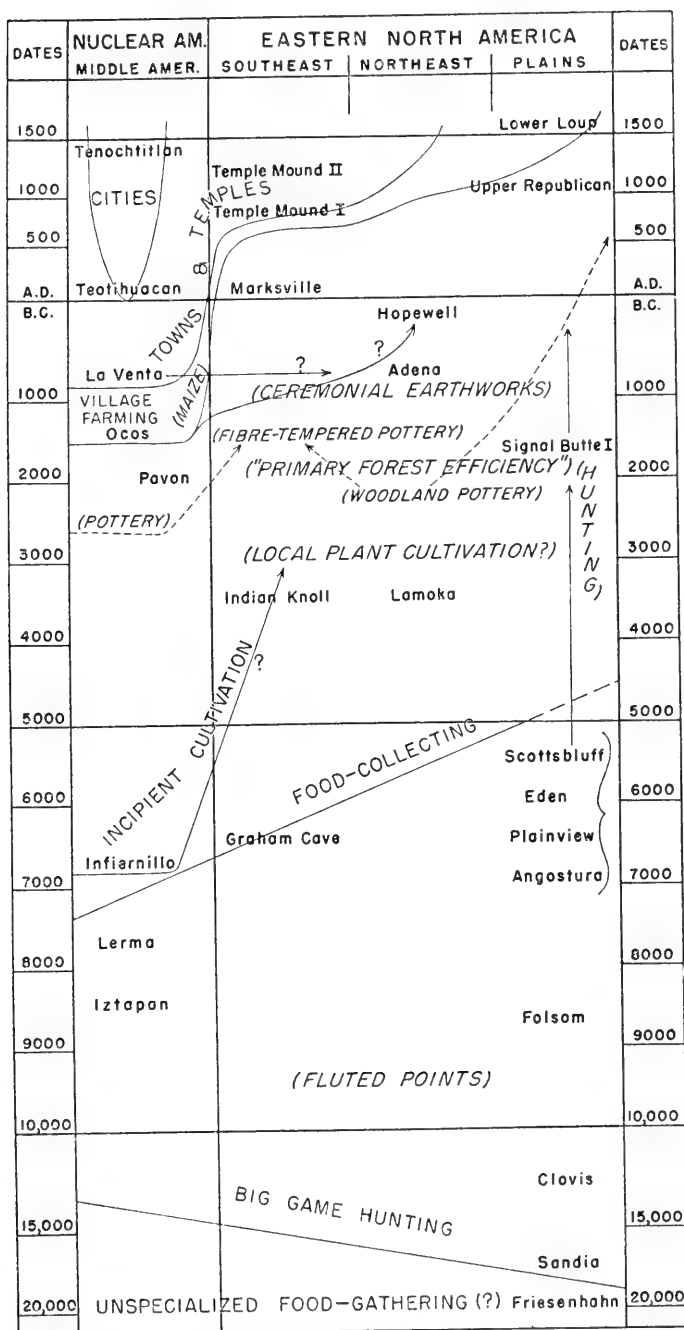 DATES NUCLEAR AM. EASTERN NORTH AMERICA DATES
MIDDLE AMER. SOUTHEAST NORTHEAST PLAINS
Lower Loup
1500 1500
Tenochtitlan
Temple Mound II
CITIES
Upper Republican
1000 1000
Temple Mound I
TOWNS & TEMPLES
500 500
Teotihuacan Marksville
A.D. A.D.
B.C. B.C.
Hopewell
? ?
La Venta Adena
1000 (CEREMONIAL EARTHWORKS) 1000
VILLAGE
FARMING
(MAIZE)
Ocos (FIBRE-TEMPERED POTTERY)
Signal Butte I
2000 Pavon ("PRIMARY FOREST EFFICIENCY") (HUNTING) 2000
(WOODLAND POTTERY)
(POTTERY)
3000 (LOCAL PLANT CULTIVATION?) 3000
Indian Knoll Lamoka
4000 4000
INCIPIENT CULTIVATION ?
5000 5000
FOOD-COLLECTING
Scottsbluff
6000 Eden 6000
Graham Cave Plainview
Infiernillo
7000 Angostura 7000
Lerma
8000 8000
Iztapan Folsom
9000 9000
(FLUTED POINTS)
10,000 10,000
Clovis
BIG GAME HUNTING
15,000 15,000
Sandia
20,000 UNSPECIALIZED FOOD-GATHERING (?) Friesenhahn 20,000